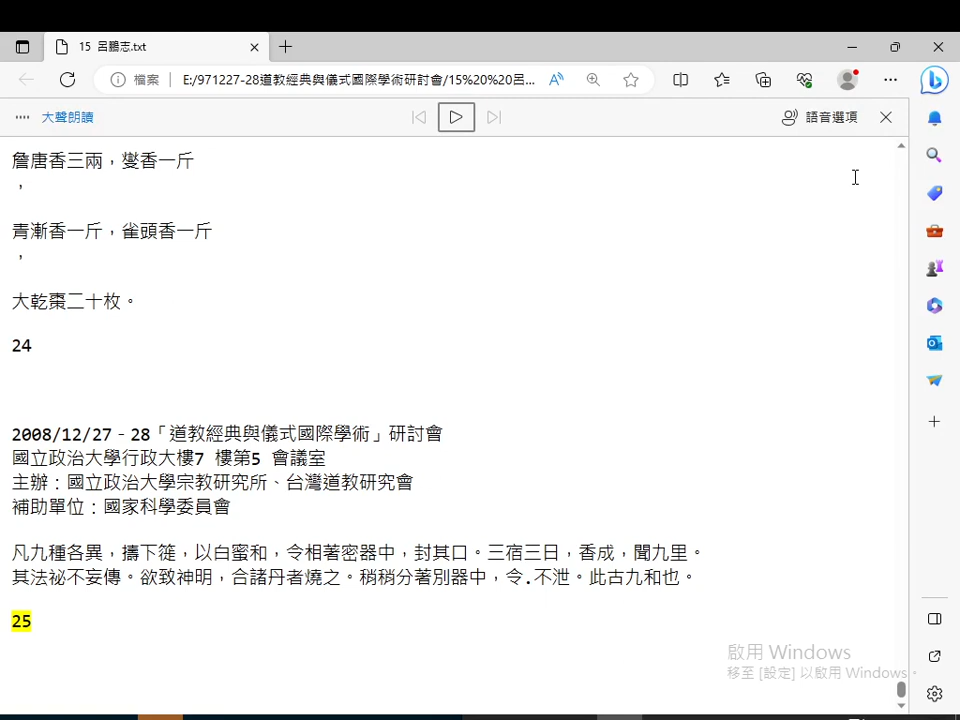 15 呂鵬志.txt
檔案
E:/971227-28道教經典與儀式國際學術研討會/15%20%20呂...
大聲朗讀
語音選項
詹唐香三兩，燮香一斤
，
青漸香一斤，雀頭香一斤
，
大乾棗二十枚。
24
2008/12/27－28「道教經典與儀式國際學術」研討會
國立政治大學行政大樓7 樓第5 會議室
主辦：國立政治大學宗教研究所、台灣道教研究會
補助單位：國家科學委員會
凡九種各異，擣下簁，以白蜜和，令相著密器中，封其口。三宿三日，香成，聞九里。
其法祕不妄傳。欲致神明，合諸丹者燒之。稍稍分著別器中，令.不泄。此古九和也。
25
啟用 Windows
移至 [設定] 以啟用 Windows。